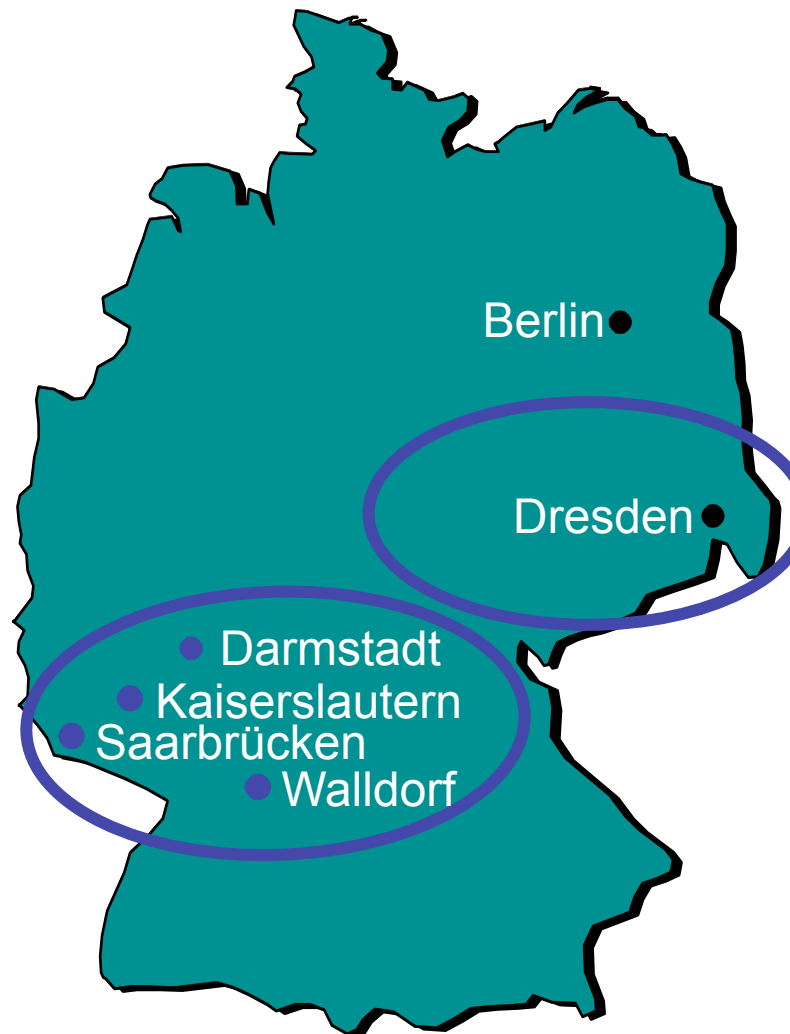 Berlin
Dresden
Darmstadt
Kaiserslautern
Saarbrücken
Walldorf